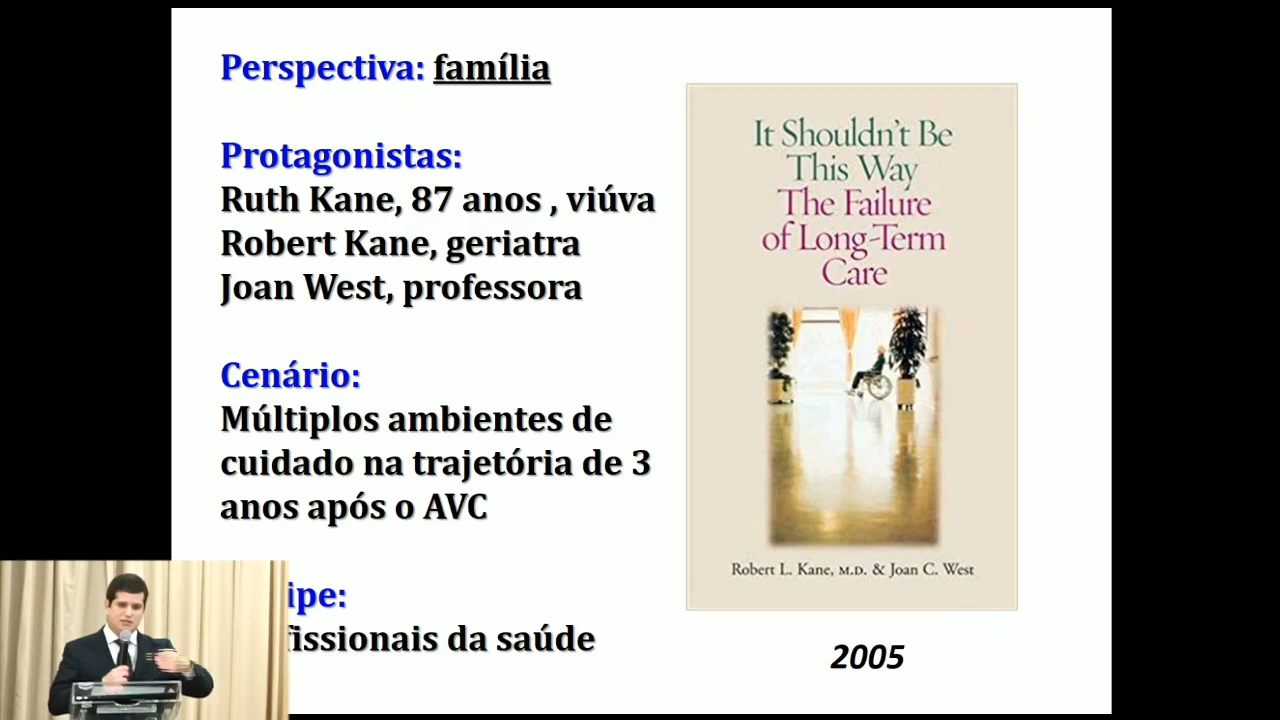 Perspectiva: família
Protagonistas:
Ruth Kane, 87 anos , viúva
Robert Kane, geriatra
Joan West, professora
Cenário:
Múltiplos ambientes de
cuidado na trajetória de 3
anos após o AVC
ipe:
fissionais da saúde
It Shouldn't Be
This Way
The Failure
of Long-Term
Care
Robert L. Kane, M.D. & Joan C. West
2005